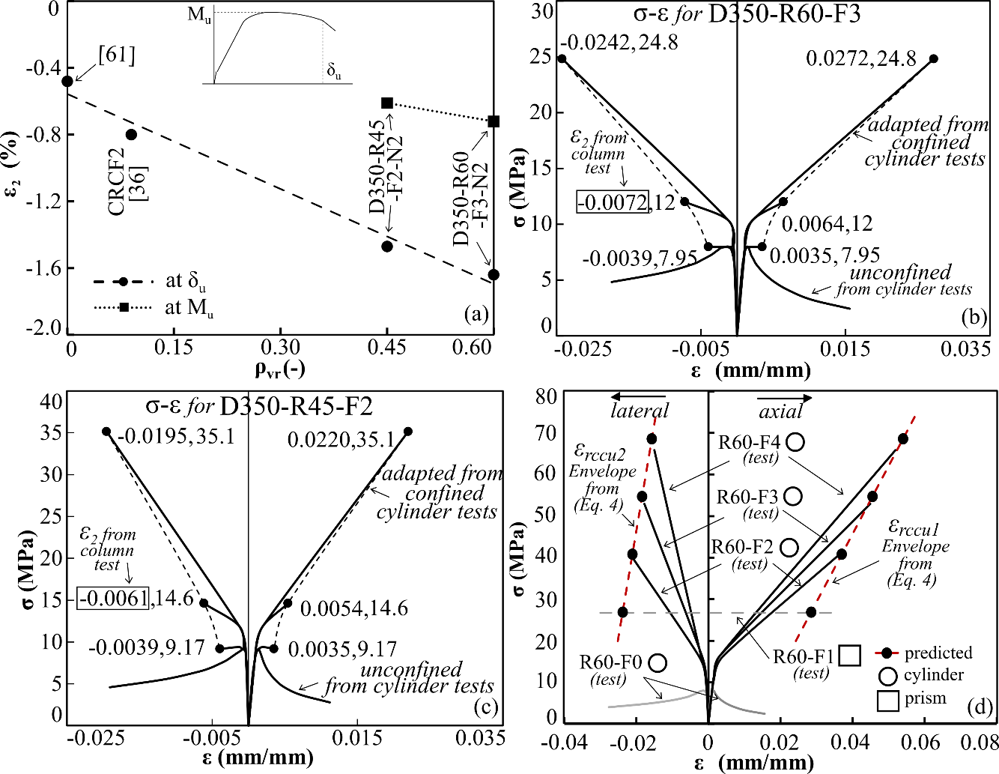 0
-0.4
-0.8
-1.2
-1.6
-2.0
ε2 (%)
Mu
δu
[61]
CRCF2
[36]
D350-R45
-F2-N2
D350-R60
-F3-N2
at δu
at Mu
(a)
0
0.15
0.30
0.45
0.60
ρvr(-)
30
25
20
15
10
5
0
σ (MPa)
σ-ε for D350-R60-F3
-0.0242,24.8
0.0272,24.8
ε2 from
column
test
adapted from
confined
cylinder tests
-0.0072,12
0.0064,12
-0.0039,7.95
0.0035,7.95
unconfined
from cylinder tests
(b)
-0.025
-0.005
0.015
0.035
ε (mm/mm)
40
35
30
25
20
15
10
5
0
σ (MPa)
σ-ε for D350-R45-F2
-0.0195,35.1
0.0220,35.1
adapted from
confined
cylinder tests
ε2 from
column
test
-0.0061,14.6
0.0054,14.6
-0.0039,9.17
0.0035,9.17
unconfined
from cylinder tests
(c)
-0.025
-0.005
0.015
0.035
ε (mm/mm)
80
70
60
50
40
30
20
10
0
σ (MPa)
lateral
axial
εrccu2
Envelope
from
(Eq. 4)
R60-F4
(test)
R60-F3
(test)
R60-F2
(test)
εrccu1
Envelope
from
(Eq. 4)
R60-F0
(test)
R60-F1
(test)
predicted
cylinder
prism
(d)
-0.04
-0.02
0
0.02
0.04
0.06
0.08
ε (mm/mm)